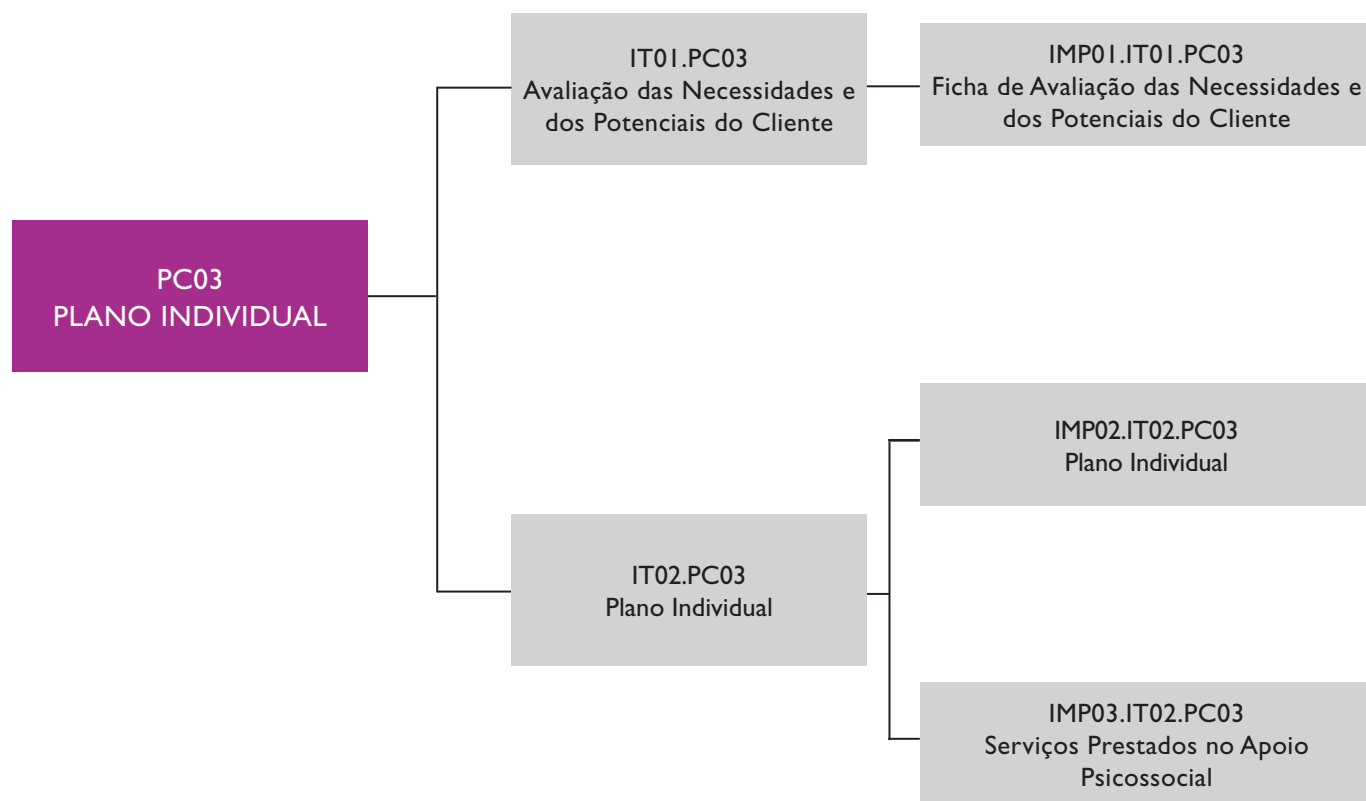 IT01.PC03
Avaliação das Necessidades e
dos Potenciais do Cliente
IMP01.IT01.PC03
Ficha de Avaliação das Necessidades e
dos Potenciais do Cliente
PC03
PLANO INDIVIDUAL
IMP02.IT02.PC03
Plano Individual
IT02.PC03
Plano Individual
IMP03.IT02.PC03
Serviços Prestados no Apoio
Psicossocial